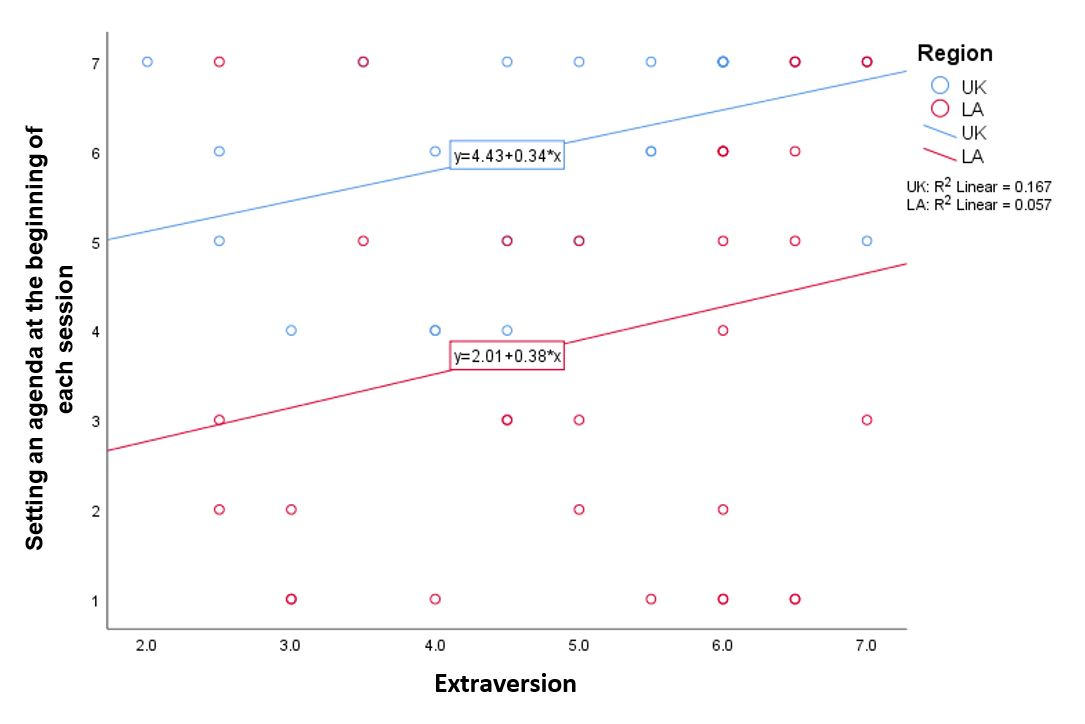 Region
UK
LA
UK
LA
UK: R2 Linear = 0.167
LA: R2 Linear = 0.057
Setting an agenda at the beginning of
each session
7
6
5
4
3
2
1
y=4.43+0.34*x
y=2.01+0.38*x
2.0 3.0 4.0 5.0 6.0 7.0
Extraversion